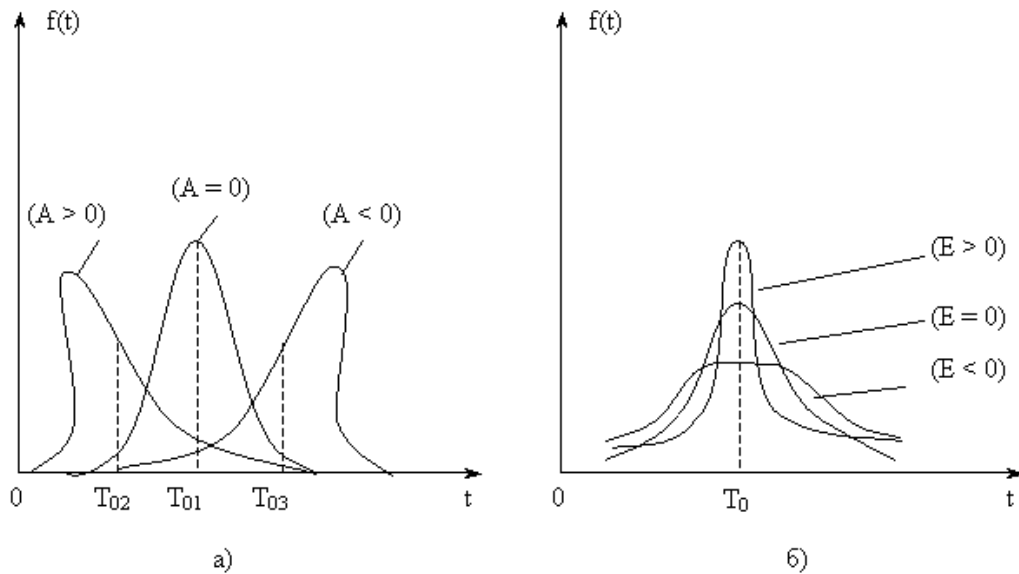 f(t)
f(t)
(A = 0)
(A > 0)
(A < 0)
(E > 0)
(E = 0)
(E < 0)
0
T02
T01
T03
t
0
T0
t
а)
б)